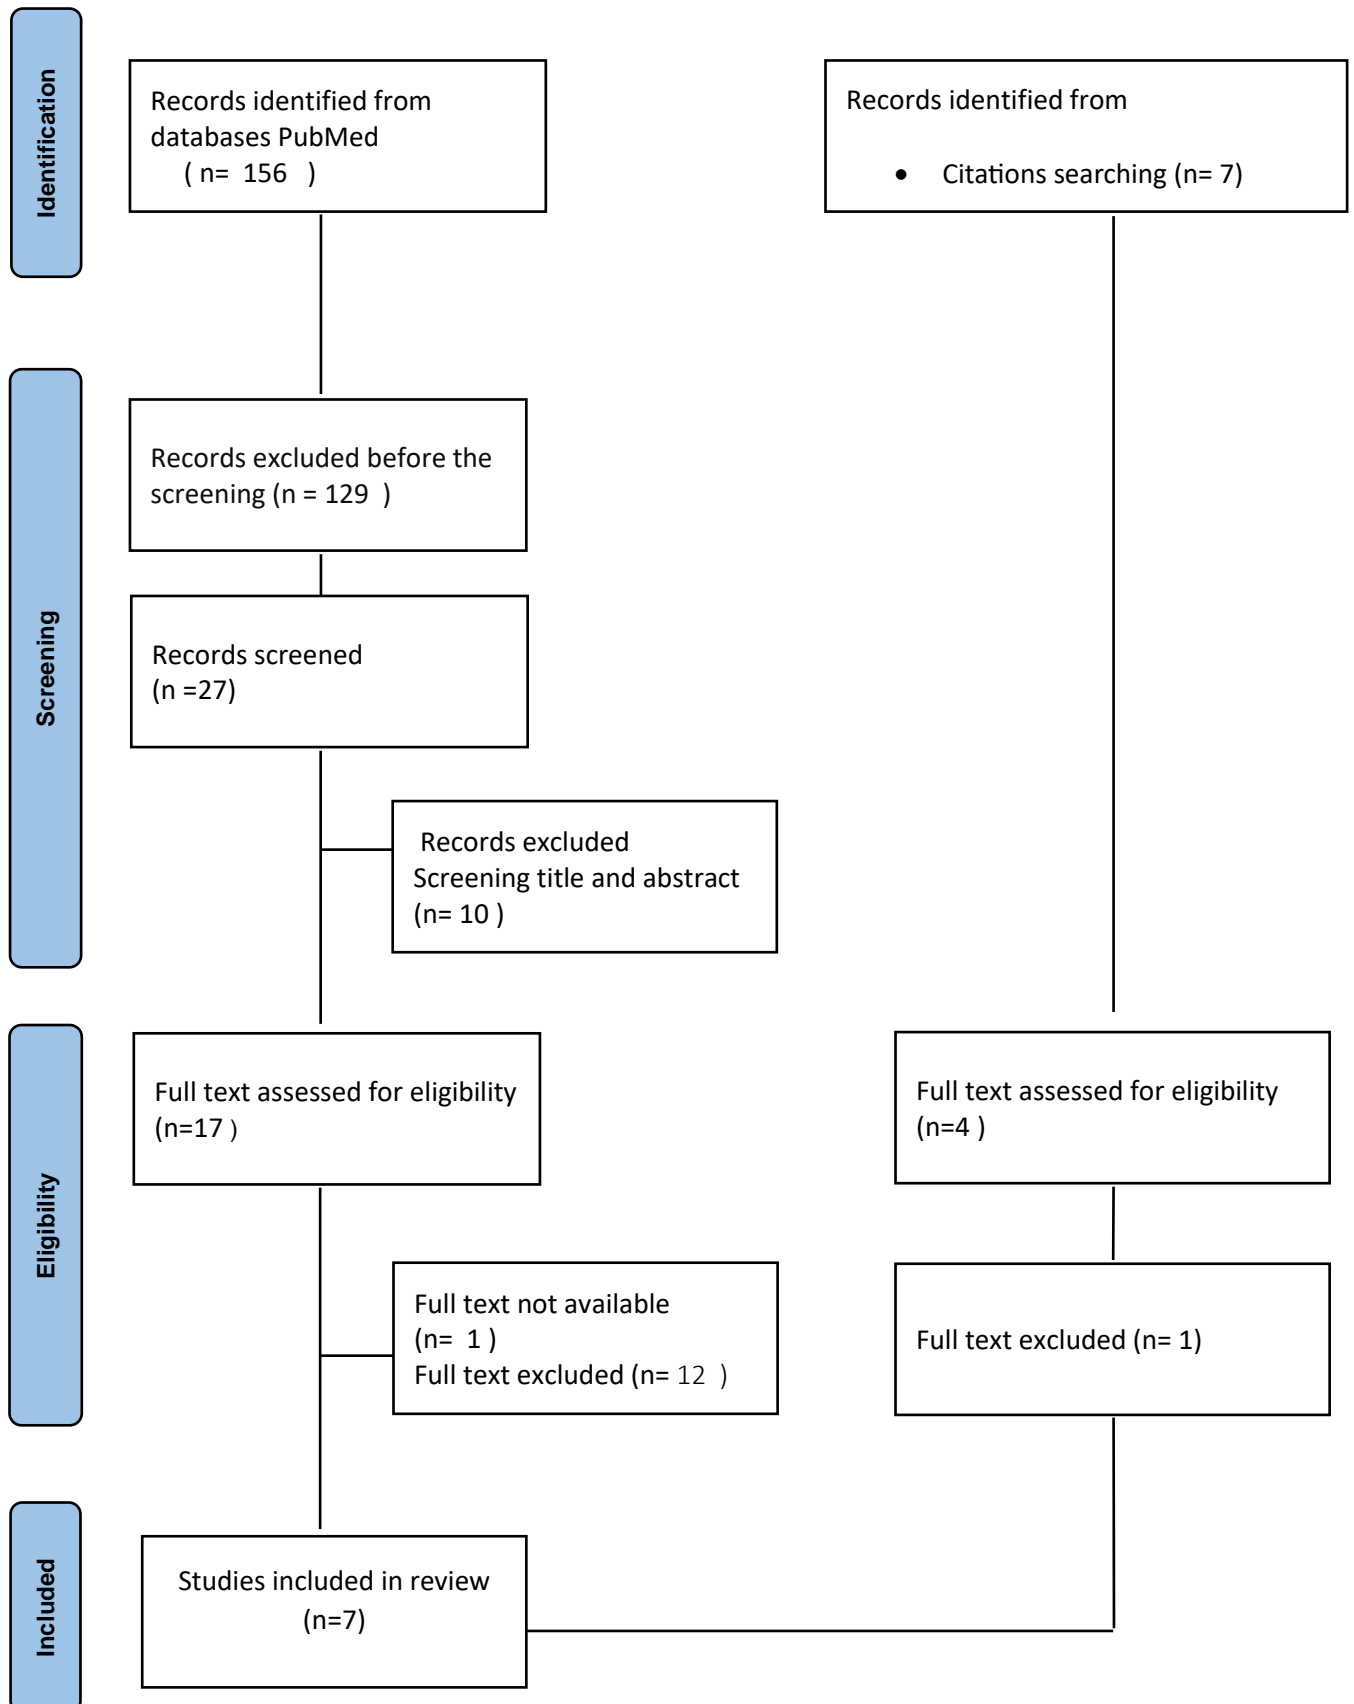 Identification
Records identified from
databases PubMed
( n= 156 )
Records identified from
• Citations searching (n= 7)
Screening
Records excluded before the
screening (n = 129 )
Records screened
(n =27)
Records excluded
Screening title and abstract
(n= 10 )
Eligibility
Full text assessed for eligibility
(n=17 )
Full text assessed for eligibility
(n=4 )
Full text not available
(n= 1 )
Full text excluded (n= 12 )
Full text excluded (n= 1)
Included
Studies included in review
(n=7)